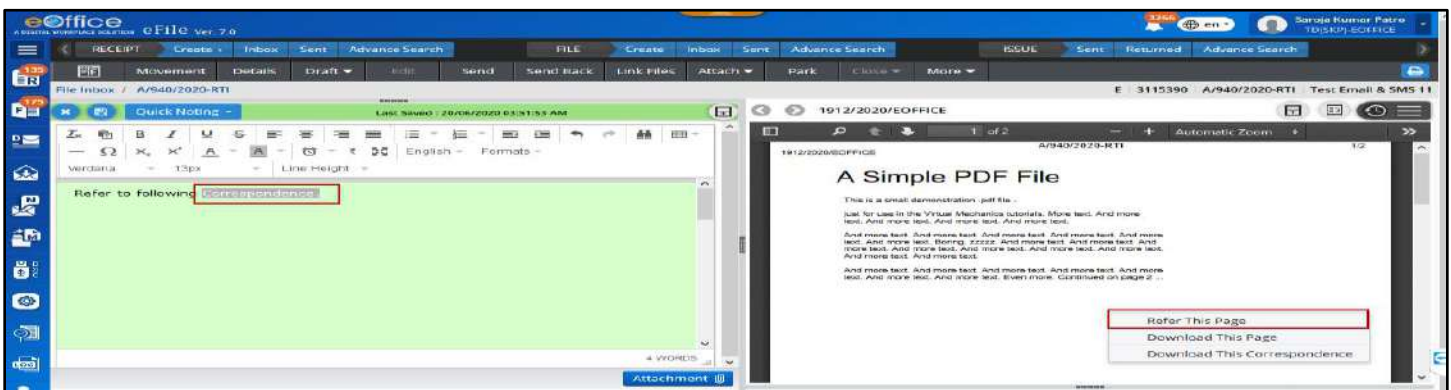 eOffice
A DIGITAL WORKPLACE SOLUTION eFile Ver. 7.0
3266 en
Saroja Kumar Patro
TD(SKP)-EOFFICE
RECEIPT Create Inbox Sent Advance Search FILE Create Inbox Sent Advance Search ISSUE Sent Returned Advance Search
Movement Details Draft Edit Send Send Back Link Files Attach Park Close More
File Inbox / A/940/2020-RTI E 3115390 A/940/2020-RTI Test Email & SMS 11
Quick Noting Last Saved : 20/06/2020 03:51:53 AM
1912/2020/EOFFICE
B I U S
English Formats
1 of 2 Automatic Zoom
Verdana 13px Line Height
1912/2020/EOFFICE A/940/2020-RTI 1/2
Refer to following Correspondence
A Simple PDF File
This is a small demonstration .pdf file -
just for use in the Virtual Mechanics tutorials. More text. And more
text. And more text. And more text. And more text.
And more text. And more text. And more text. And more text. And more
text. And more text. Boring, zzzzz. And more text. And more text. And
more text. And more text. And more text. And more text. And more text.
And more text. And more text.
And more text. And more text. And more text. And more text. And more
text. And more text. And more text. Even more. Continued on page 2 ...
Refer This Page
Download This Page
Download This Correspondence
4 WORDS
Attachment